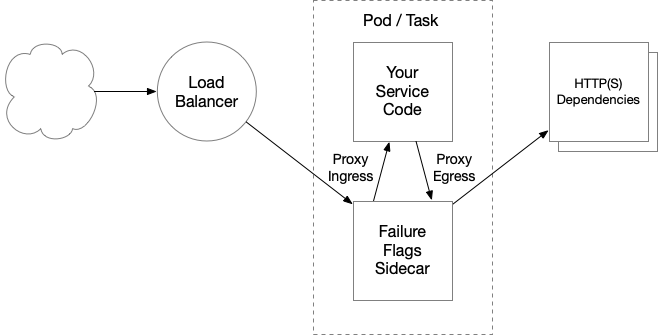 Pod / Task
Load
Balancer
Your
Service
Code
HTTP(S)
Dependencies
Proxy
Ingress
Proxy
Egress
Failure
Flags
Sidecar